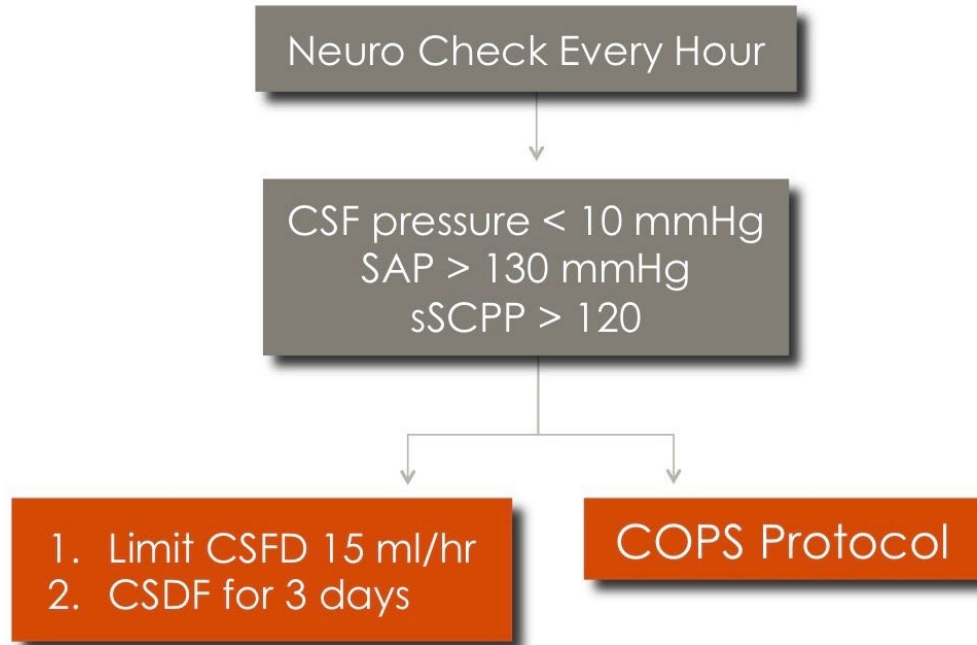 Neuro Check Every Hour
CSF pressure < 10 mmHg
SAP > 130 mmHg
sSCPP > 120
1. Limit CSFD 15 ml/hr
2. CSDF for 3 days
COPS Protocol